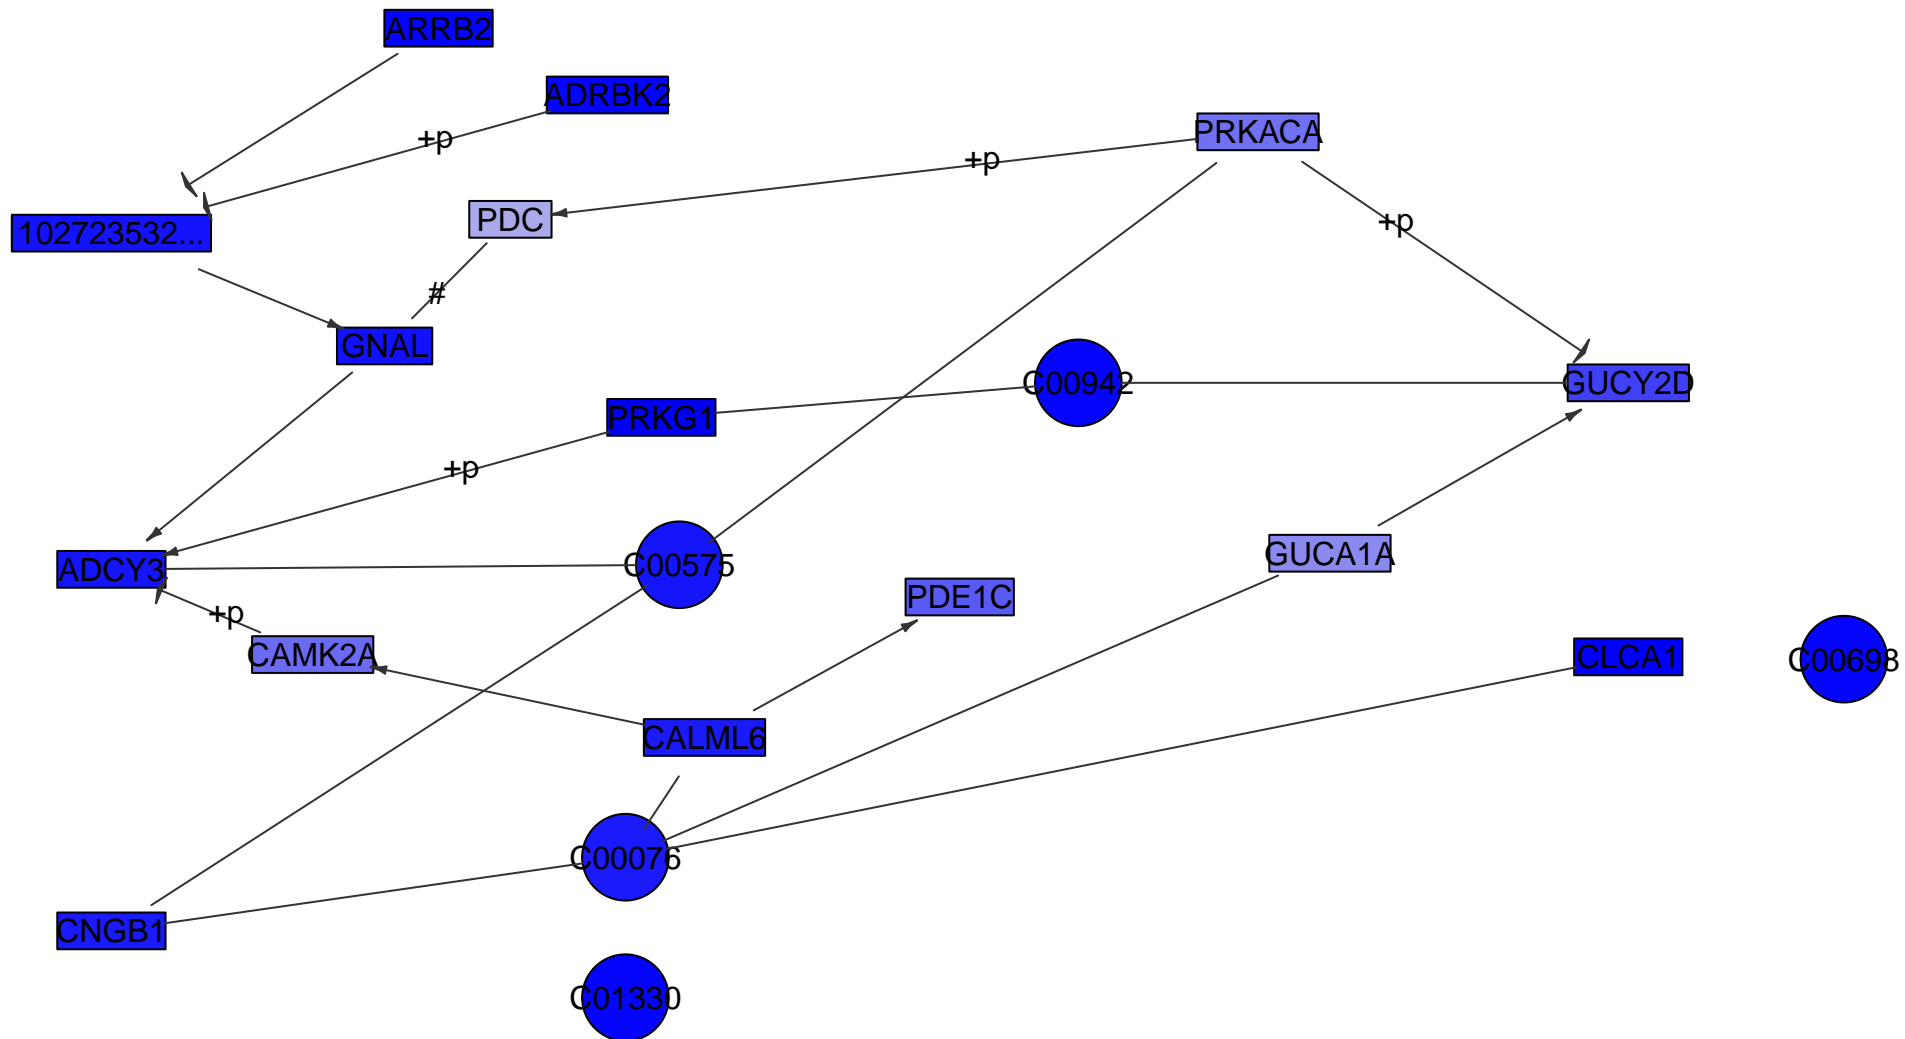 ARRB2
ADRBK2
PRKACA
+p
+p
PDC
+p
102723532...
#
GNAL
C00942
GUCY2D
PRKG1
+p
GUCA1A
ADCY3
C00575
PDE1C
+p
CAMK2A
CLCA1
C00698
CALML6
C00076
CNGB1
C01330